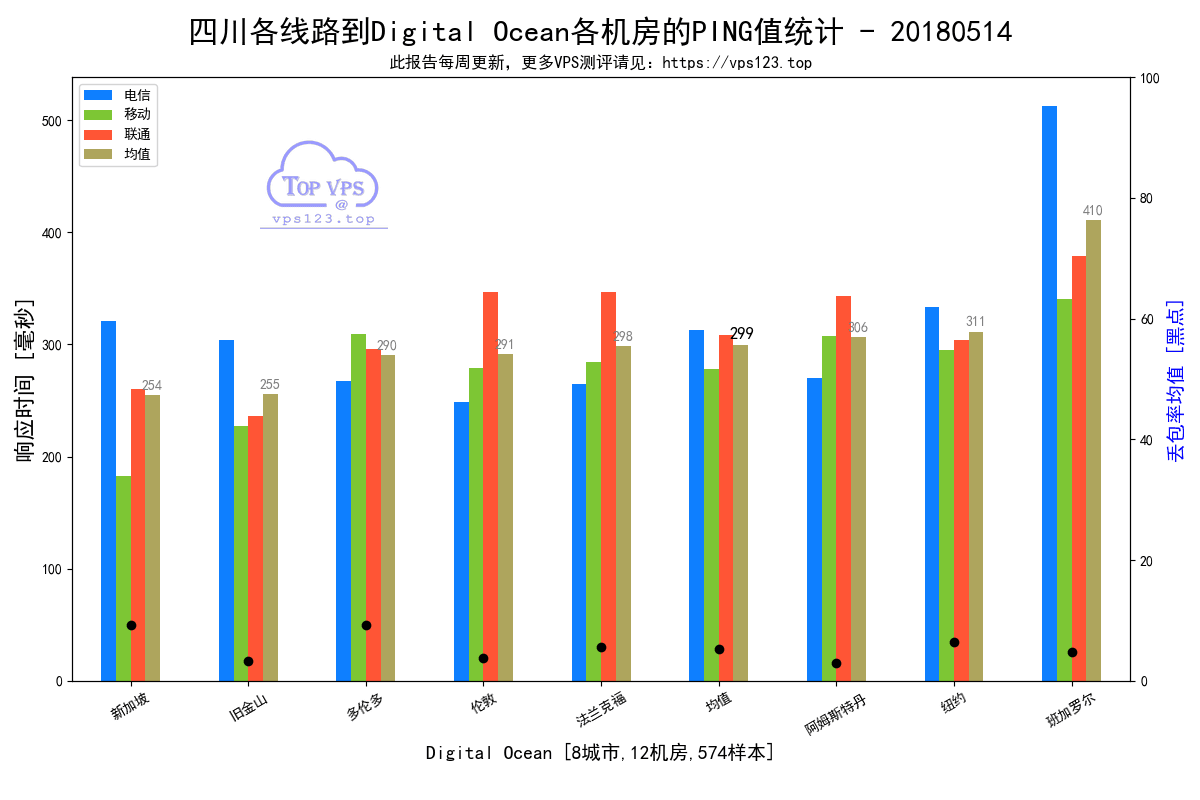 四川各线路到Digital Ocean各机房的PING值统计 - 20180514
此报告每周更新，更多VPS测评请见：https://vps123.top
电信
移动
联通
均值
TOP VPS
@
vps123.top
响应时间 [毫秒]
500
400
300
200
100
0
254
255
290
291
298
299
306
311
410
100
80
60
40
20
0
丢包率均值 [黑点]
新加坡
旧金山
多伦多
伦敦
法兰克福
均值
阿姆斯特丹
纽约
班加罗尔
Digital Ocean [8城市,12机房,574样本]